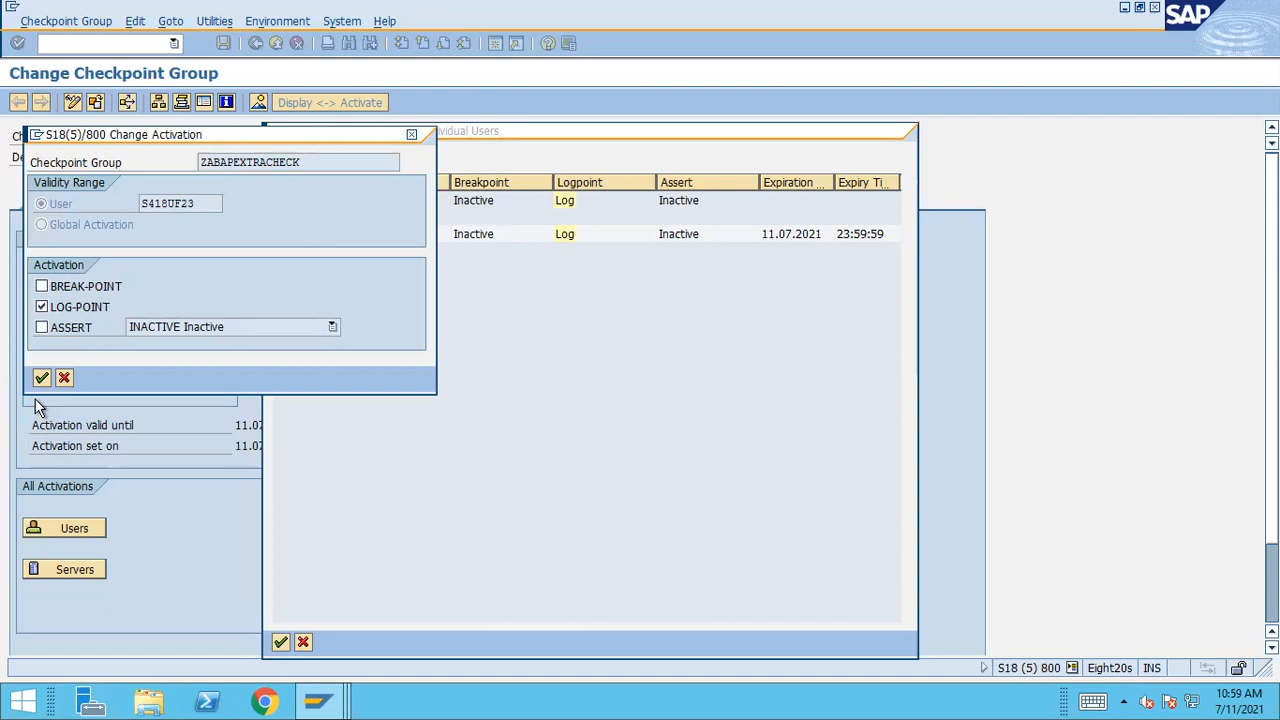 Checkpoint Group Edit Goto Utilities Environment System Help
SAP
Change Checkpoint Group
Display <-> Activate
S18(5)/800 Change Activation
ividual Users
Checkpoint Group ZABAPEXTRACHECK
Validity Range
User S418UF23
Global Activation
Activation
BREAK-POINT
LOG-POINT
ASSERT INACTIVE Inactive
Breakpoint Logpoint Assert Expiration ... Expiry Ti...
Inactive Log Inactive
Inactive Log Inactive 11.07.2021 23:59:59
Activation valid until 11.07
Activation set on 11.07
All Activations
Users
Servers
S18 (5) 800 Eight20s INS
10:59 AM
7/11/2021